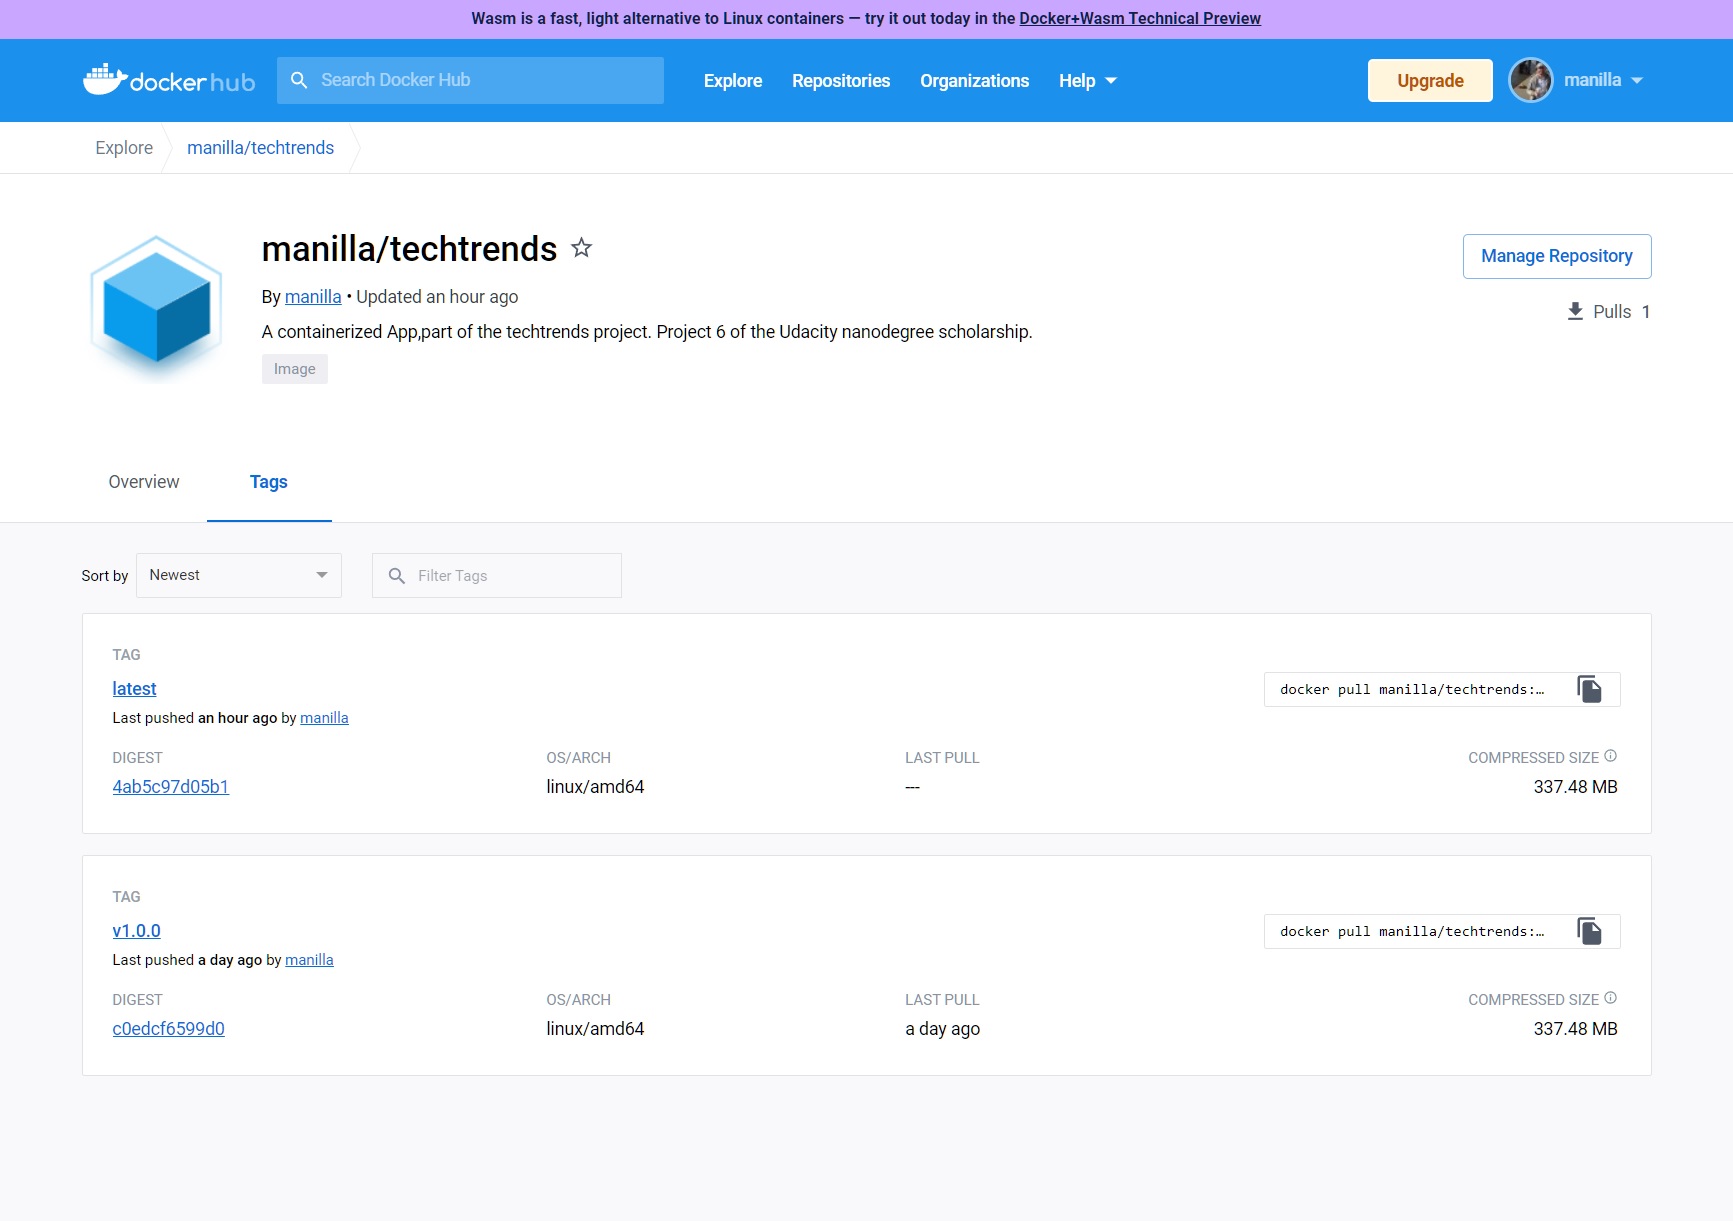 Wasm is a fast, light alternative to Linux containers — try it out today in the Docker+Wasm Technical Preview
docker hub
Search Docker Hub
Explore
Repositories
Organizations
Help
Upgrade
manilla
Explore
manilla/techtrends
manilla/techtrends
Manage Repository
By manilla • Updated an hour ago
Pulls 1
A containerized App,part of the techtrends project. Project 6 of the Udacity nanodegree scholarship.
Image
Overview
Tags
Sort by
Newest
Filter Tags
TAG
latest
docker pull manilla/techtrends:…
Last pushed an hour ago by manilla
DIGEST
OS/ARCH
LAST PULL
COMPRESSED SIZE
4ab5c97d05b1
linux/amd64
---
337.48 MB
TAG
v1.0.0
docker pull manilla/techtrends:…
Last pushed a day ago by manilla
DIGEST
OS/ARCH
LAST PULL
COMPRESSED SIZE
c0edcf6599d0
linux/amd64
a day ago
337.48 MB